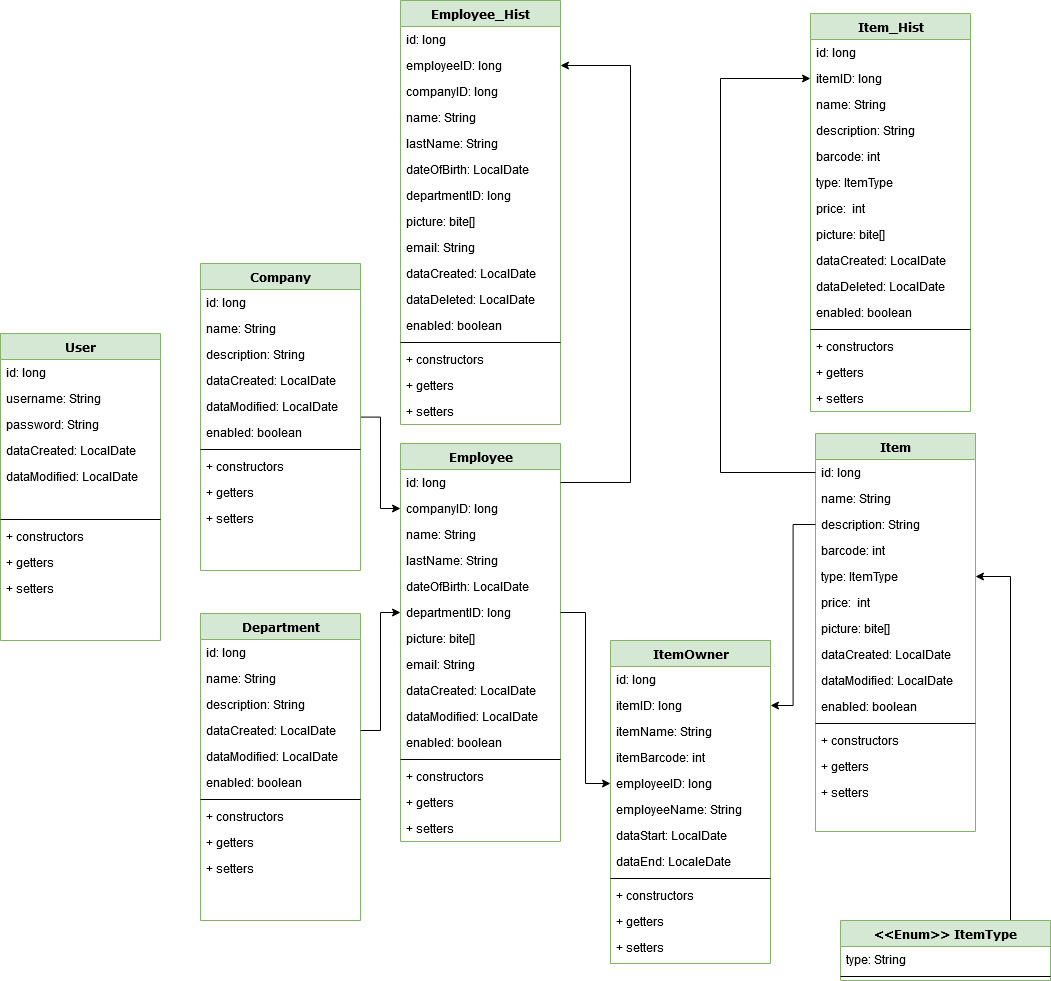 Employee_Hist
id: long
employeeID: long
companyID: long
name: String
lastName: String
dateOfBirth: LocalDate
departmentID: long
picture: bite[]
email: String
dataCreated: LocalDate
dataDeleted: LocalDate
enabled: boolean
+ constructors
+ getters
+ setters
Item_Hist
id: long
itemID: long
name: String
description: String
barcode: int
type: ItemType
price:  int
picture: bite[]
dataCreated: LocalDate
dataDeleted: LocalDate
enabled: boolean
+ constructors
+ getters
+ setters
Company
id: long
name: String
description: String
dataCreated: LocalDate
dataModified: LocalDate
enabled: boolean
+ constructors
+ getters
+ setters
User
id: long
username: String
password: String
dataCreated: LocalDate
dataModified: LocalDate
+ constructors
+ getters
+ setters
Employee
id: long
companyID: long
name: String
lastName: String
dateOfBirth: LocalDate
departmentID: long
picture: bite[]
email: String
dataCreated: LocalDate
dataModified: LocalDate
enabled: boolean
+ constructors
+ getters
+ setters
Item
id: long
name: String
description: String
barcode: int
type: ItemType
price:  int
picture: bite[]
dataCreated: LocalDate
dataModified: LocalDate
enabled: boolean
+ constructors
+ getters
+ setters
Department
id: long
name: String
description: String
dataCreated: LocalDate
dataModified: LocalDate
enabled: boolean
+ constructors
+ getters
+ setters
ItemOwner
id: long
itemID: long
itemName: String
itemBarcode: int
employeeID: long
employeeName: String
dataStart: LocalDate
dataEnd: LocaleDate
+ constructors
+ getters
+ setters
<<Enum>> ItemType
type: String